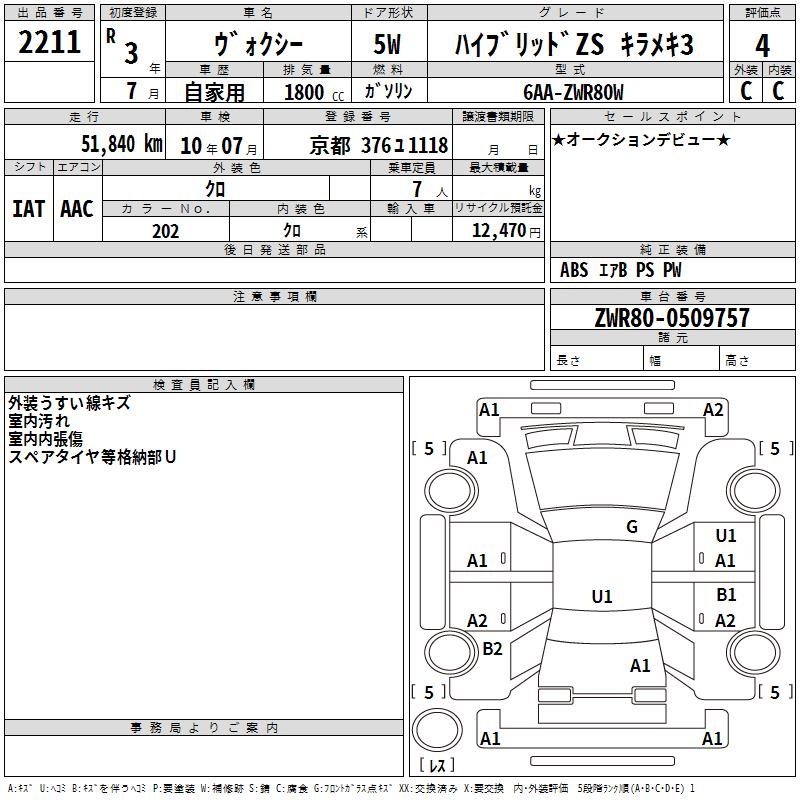 出品番号 初度登録 車名 ドア形状 グレード 評価点
2211 R 3 年 ヴォクシー 5W ハイブリッドZS キラメキ3 4
車歴 排気量 燃料 型式 外装 内装
7 月 自家用 1800 CC ガソリン 6AA-ZWR80W C C
走行 車検 登録番号 譲渡書類期限 セールスポイント
51,840 km 10 年 07 月 京都 376ユ1118 月 日 ★オークションデビュー★
シフト エアコン 外装色 乗車定員 最大積載量
IAT AAC クロ 7 人 kg
カラーNo. 内装色 輸入車 リサイクル預託金
202 クロ 系 12,470 円
後日発送部品 純正装備
ABS エアB PS PW
注意事項欄 車台番号
ZWR80-0509757
諸元
長さ 幅 高さ
検査員記入欄
外装うすい線キズ
室内汚れ
室内内張傷
スペアタイヤ等格納部U
A1 A2
[ 5 ] A1 [ 5 ]
G
U1
A1 A1
U1 B1
A2 A2
B2
A1
[ 5 ] [ 5 ]
事務局よりご案内
A1 A1
[ レス ]
A:キズ U:ヘコミ B:キズを伴うヘコミ P:要塗装 W:補修跡 S:錆 C:腐食 G:フロントガラス点キズ XX:交換済み X:要交換 内・外装評価 5段階ランク順(A・B・C・D・E) 1